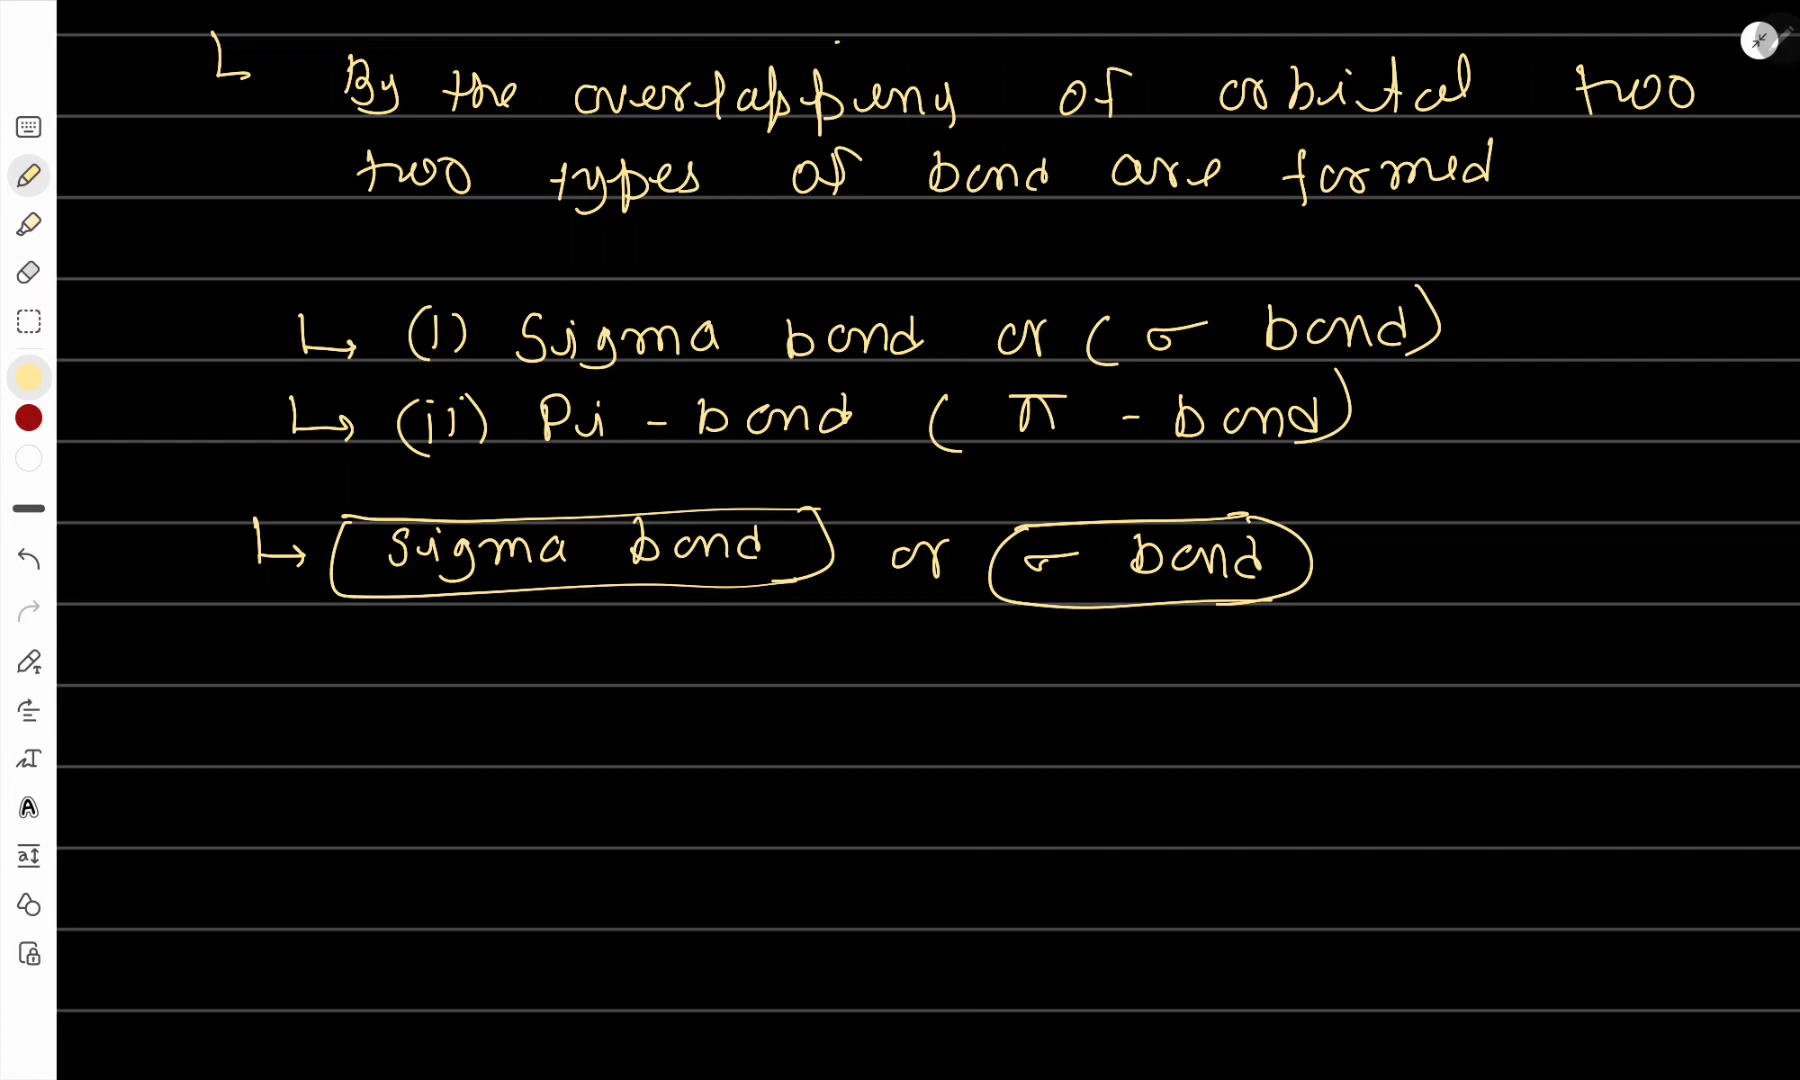 ↳ By the overlapping of orbital two
two types of bond are formed
↳ (i) Sigma bond or (σ bond)
↳ (ii) Pi - bond (π - bond)
↳ Sigma bond or σ bond